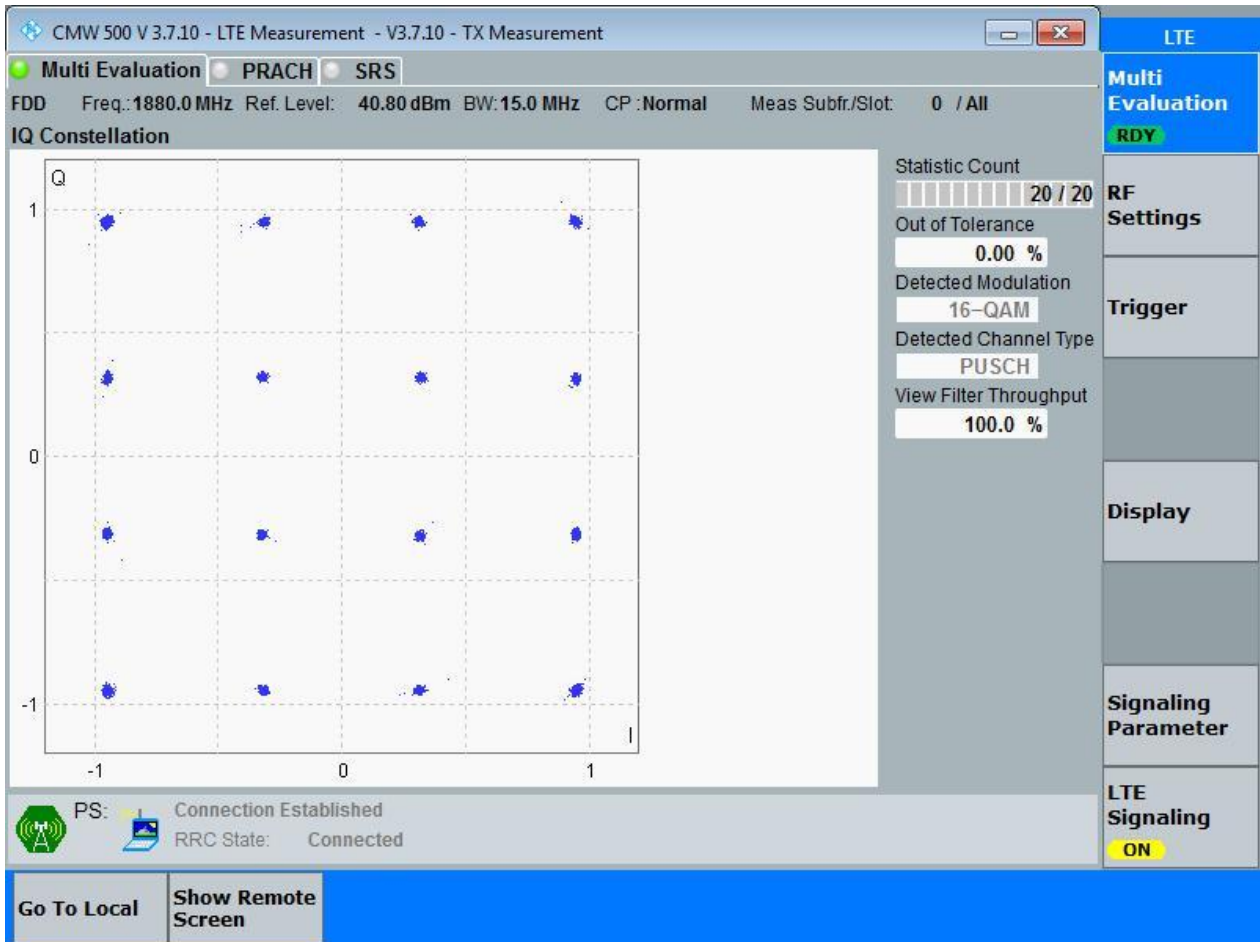 CMW 500 V 3.7.10 - LTE Measurement - V3.7.10 - TX Measurement
LTE
Multi Evaluation PRACH SRS
FDD Freq.: 1880.0 MHz Ref. Level: 40.80 dBm BW: 15.0 MHz CP : Normal Meas Subfr./Slot: 0 / All
IQ Constellation
Q
1
0
-1
-1 0 1
I
Statistic Count
20 / 20
Out of Tolerance
0.00 %
Detected Modulation
16-QAM
Detected Channel Type
PUSCH
View Filter Throughput
100.0 %
Multi
Evaluation
RDY
RF
Settings
Trigger
Display
Signaling
Parameter
LTE
Signaling
ON
PS: Connection Established
RRC State: Connected
Go To Local
Show Remote
Screen